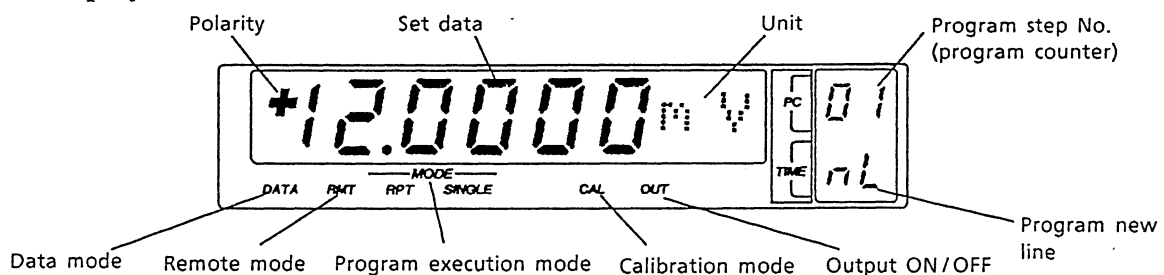 Polarity Set data Unit Program step No.
(program counter)
+12.0000 m V PC 01
TIME nL
MODE
DATA RMT RPT SINGLE CAL OUT
Program new
line
Data mode Remote mode Program execution mode Calibration mode Output ON/OFF